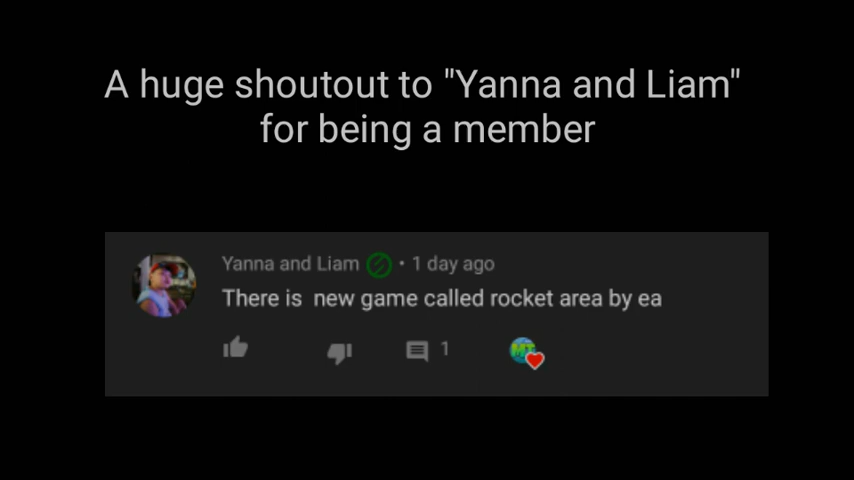 A huge shoutout to "Yanna and Liam"
for being a member
Yanna and Liam • 1 day ago
There is  new game called rocket area by ea
1
MT